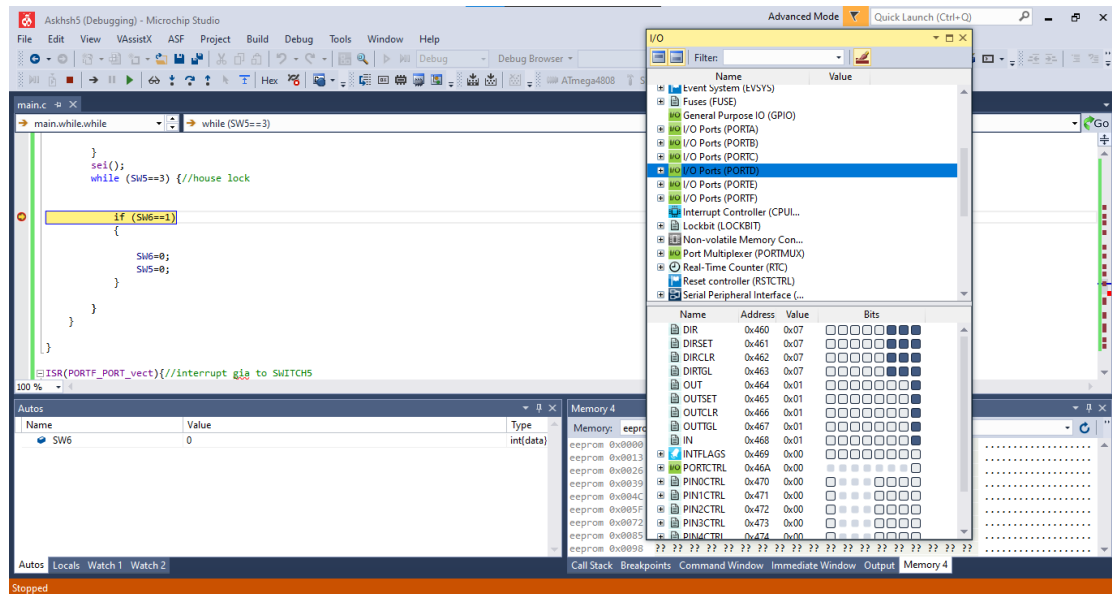 Askhsh5 (Debugging) - Microchip Studio
Advanced Mode
Quick Launch (Ctrl+Q)
File Edit View VAssistX ASF Project Build Debug Tools Window Help
Debug Debug Browser
Hex ATmega4808
main.c
main.while.while while (SW5==3) Go
}
sei();
while (SW5==3) {//house lock
if (SW6==1)
{
SW6=0;
SW5=0;
}
}
}
}
ISR(PORTF_PORT_vect){//interrupt gia to SWITCH5
100 %
Autos
Name Value Type
SW6 0 int{data}
Autos Locals Watch 1 Watch 2
I/O
Filter:
Name Value
Event System (EVSYS)
Fuses (FUSE)
General Purpose IO (GPIO)
I/O Ports (PORTA)
I/O Ports (PORTB)
I/O Ports (PORTC)
I/O Ports (PORTD)
I/O Ports (PORTE)
I/O Ports (PORTF)
Interrupt Controller (CPUI...
Lockbit (LOCKBIT)
Non-volatile Memory Con...
Port Multiplexer (PORTMUX)
Real-Time Counter (RTC)
Reset controller (RSTCTRL)
Serial Peripheral Interface (...
Name Address Value Bits
DIR 0x460 0x07
DIRSET 0x461 0x07
DIRCLR 0x462 0x07
DIRTGL 0x463 0x07
OUT 0x464 0x01
OUTSET 0x465 0x01
OUTCLR 0x466 0x01
OUTTGL 0x467 0x01
IN 0x468 0x01
INTFLAGS 0x469 0x00
PORTCTRL 0x46A 0x00
PIN0CTRL 0x470 0x00
PIN1CTRL 0x471 0x00
PIN2CTRL 0x472 0x00
PIN3CTRL 0x473 0x00
PIN4CTRL 0x474 0x00
Memory 4
Memory: eepro
eeprom 0x0000 ...................
eeprom 0x0013 ...................
eeprom 0x0026 ...................
eeprom 0x0039 ...................
eeprom 0x004C ...................
eeprom 0x005F ...................
eeprom 0x0072 ...................
eeprom 0x0085 ...................
eeprom 0x0098 ?? ?? ?? ?? ?? ?? ?? ?? ?? ?? ?? ?? ?? ?? ?? ?? ?? ?? ?? ...................
Call Stack Breakpoints Command Window Immediate Window Output Memory 4
Stopped